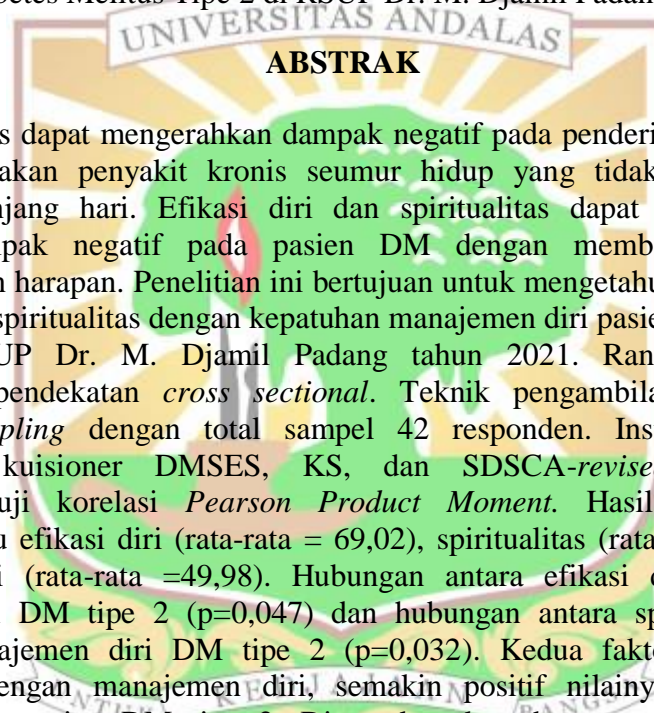 betes Melitus Tipe 2 di RSUP Dr. M. Djamil Padan
UNIVERSITAS ANDALAS
ABSTRAK
s dapat mengerahkan dampak negatif pada penderi
akan penyakit kronis seumur hidup yang tidak
njang hari. Efikasi diri dan spiritualitas dapat
pak negatif pada pasien DM dengan memb
n harapan. Penelitian ini bertujuan untuk mengetahu
spiritualitas dengan kepatuhan manajemen diri pasie
UP Dr. M. Djamil Padang tahun 2021. Ran
pendekatan cross sectional. Teknik pengambila
pling dengan total sampel 42 responden. Ins
kuisioner DMSES, KS, dan SDSCA-revise
uji korelasi Pearson Product Moment. Hasil
u efikasi diri (rata-rata = 69,02), spiritualitas (rata
i (rata-rata =49,98). Hubungan antara efikasi d
DM tipe 2 (p=0,047) dan hubungan antara sp
ajemen diri DM tipe 2 (p=0,032). Kedua fakto
dengan manajemen diri, semakin positif nilainy